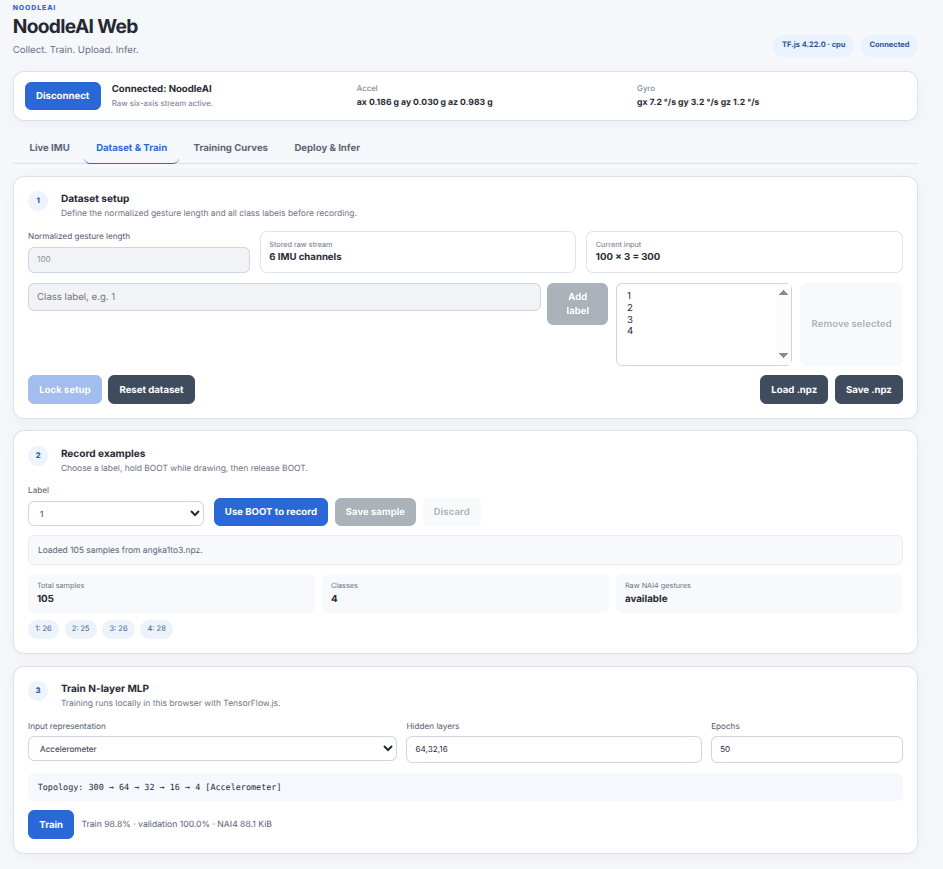 NOODLEAI
NoodleAI Web
Collect. Train. Upload. Infer.
TF.js 4.22.0 · cpu
Connected
Disconnect
Connected: NoodleAI
Raw six-axis stream active.
Accel
ax 0.186 g ay 0.030 g az 0.983 g
Gyro
gx 7.2 °/s gy 3.2 °/s gz 1.2 °/s
Live IMU
Dataset & Train
Training Curves
Deploy & Infer
1
Dataset setup
Define the normalized gesture length and all class labels before recording.
Normalized gesture length
100
Stored raw stream
6 IMU channels
Current input
100 × 3 = 300
Class label, e.g. 1
Add
label
1
2
3
4
Remove selected
Lock setup
Reset dataset
Load .npz
Save .npz
2
Record examples
Choose a label, hold BOOT while drawing, then release BOOT.
Label
1
Use BOOT to record
Save sample
Discard
Loaded 105 samples from angka1to3.npz.
Total samples
105
Classes
4
Raw NAI4 gestures
available
1: 26
2: 25
3: 26
4: 28
3
Train N-layer MLP
Training runs locally in this browser with TensorFlow.js.
Input representation
Accelerometer
Hidden layers
64,32,16
Epochs
50
Topology: 300 → 64 → 32 → 16 → 4 [Accelerometer]
Train
Train 98.8% · validation 100.0% · NAI4 88.1 KiB